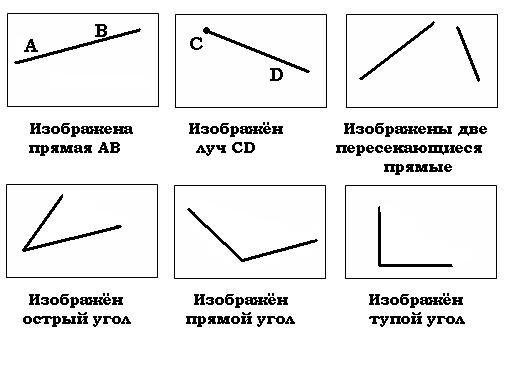 A
B
C
D
Изображена
прямая АВ
Изображён
луч CD
Изображены две
пересекающиеся
прямые
Изображён
острый угол
Изображён
прямой угол
Изображён
тупой угол